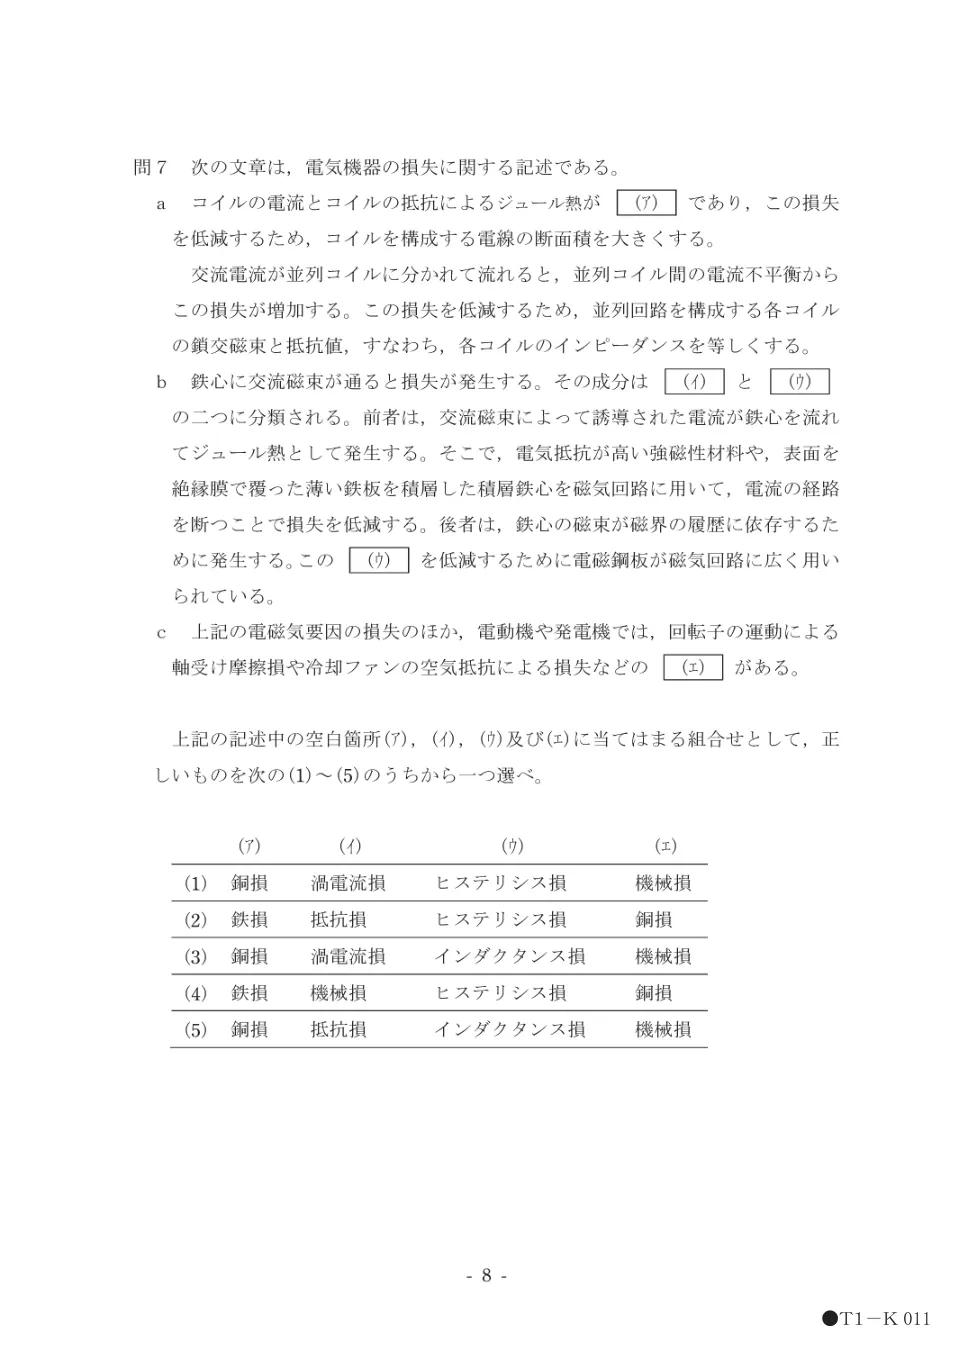 問7 次の文章は，電気機器の損失に関する記述である。
a コイルの電流とコイルの抵抗によるジュール熱が (ｱ) であり，この損失
を低減するため，コイルを構成する電線の断面積を大きくする。
交流電流が並列コイルに分かれて流れると，並列コイル間の電流不平衡から
この損失が増加する。この損失を低減するため，並列回路を構成する各コイル
の鎖交磁束と抵抗値，すなわち，各コイルのインピーダンスを等しくする。
b 鉄心に交流磁束が通ると損失が発生する。その成分は (ｲ) と (ｳ)
の二つに分類される。前者は，交流磁束によって誘導された電流が鉄心を流れ
てジュール熱として発生する。そこで，電気抵抗が高い強磁性材料や，表面を
絶縁膜で覆った薄い鉄板を積層した積層鉄心を磁気回路に用いて，電流の経路
を断つことで損失を低減する。後者は，鉄心の磁束が磁界の履歴に依存するた
めに発生する。この (ｳ) を低減するために電磁鋼板が磁気回路に広く用い
られている。
c 上記の電磁気要因の損失のほか，電動機や発電機では，回転子の運動による
軸受け摩擦損や冷却ファンの空気抵抗による損失などの (ｴ) がある。
上記の記述中の空白箇所(ｱ)，(ｲ)，(ｳ)及び(ｴ)に当てはまる組合せとして，正
しいものを次の(1)～(5)のうちから一つ選べ。
(ｱ) (ｲ) (ｳ) (ｴ)
(1) 銅損 渦電流損 ヒステリシス損 機械損
(2) 鉄損 抵抗損 ヒステリシス損 銅損
(3) 銅損 渦電流損 インダクタンス損 機械損
(4) 鉄損 機械損 ヒステリシス損 銅損
(5) 銅損 抵抗損 インダクタンス損 機械損
- 8 -
●T1－K 011